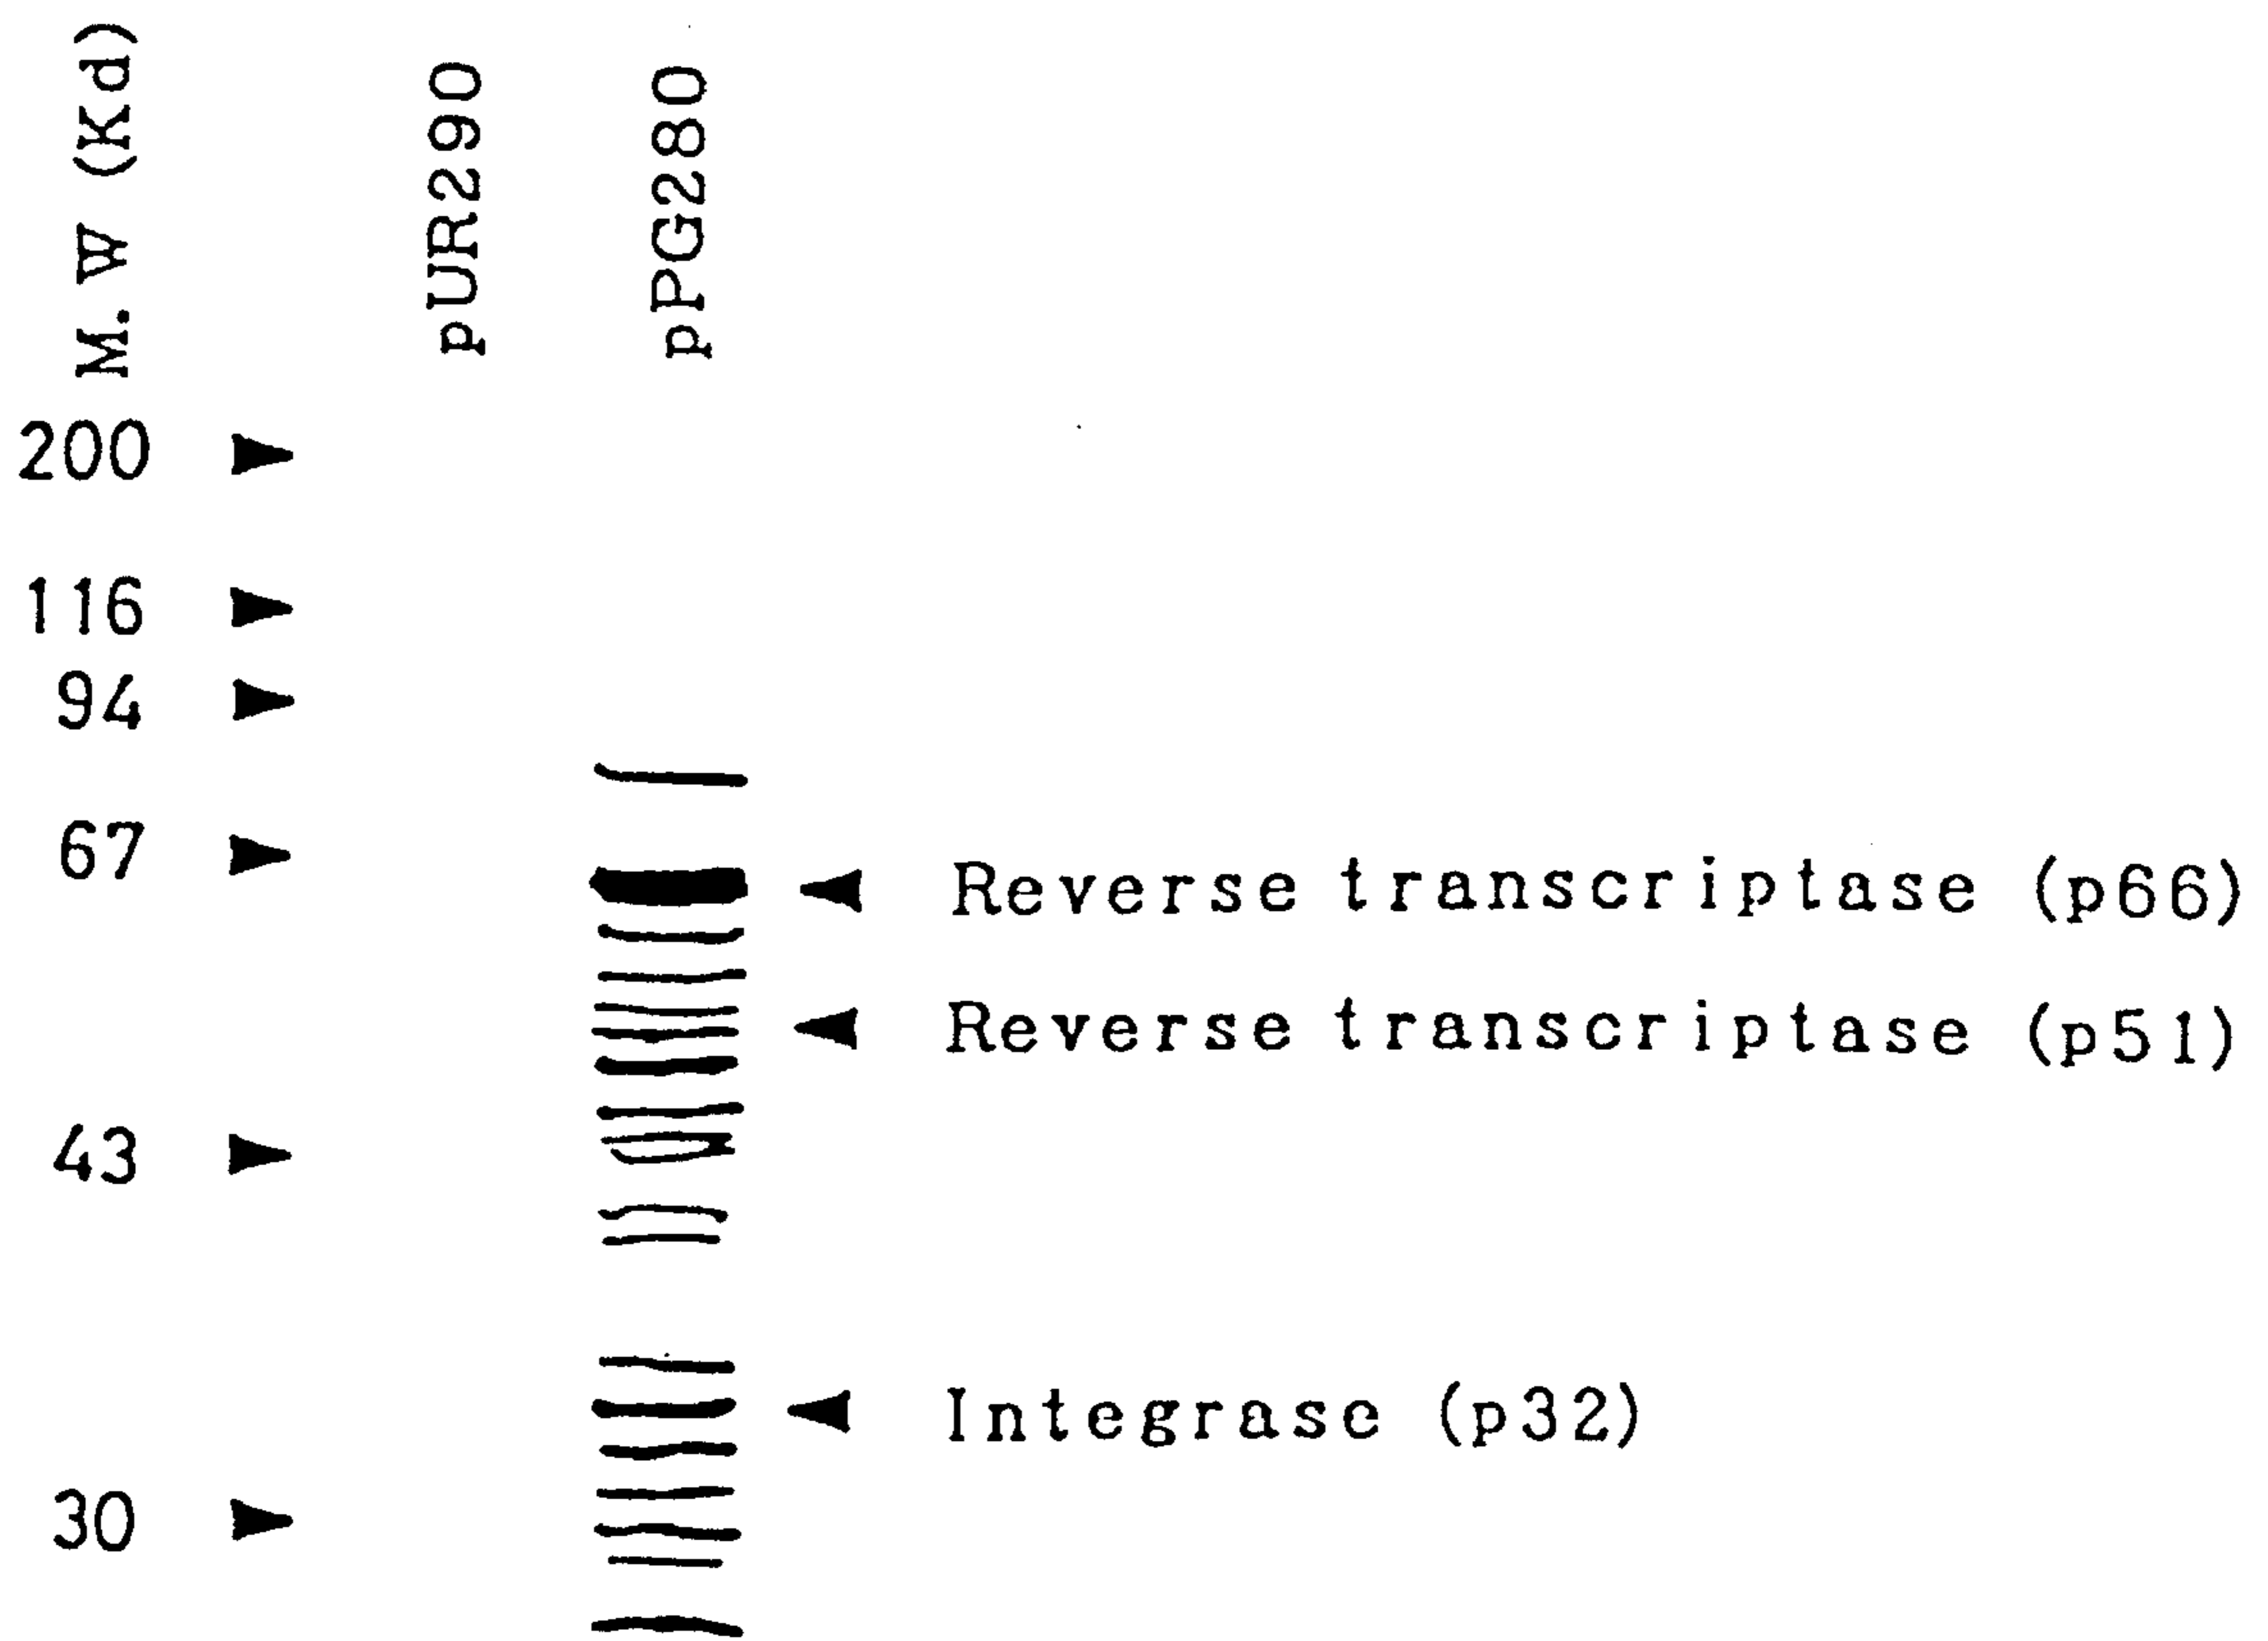 M. W (Kd)
pUR290
pPG280
200
116
94
67
Reverse transcriptase (p66)
Reverse transcriptase (p51)
43
Integrase (p32)
30